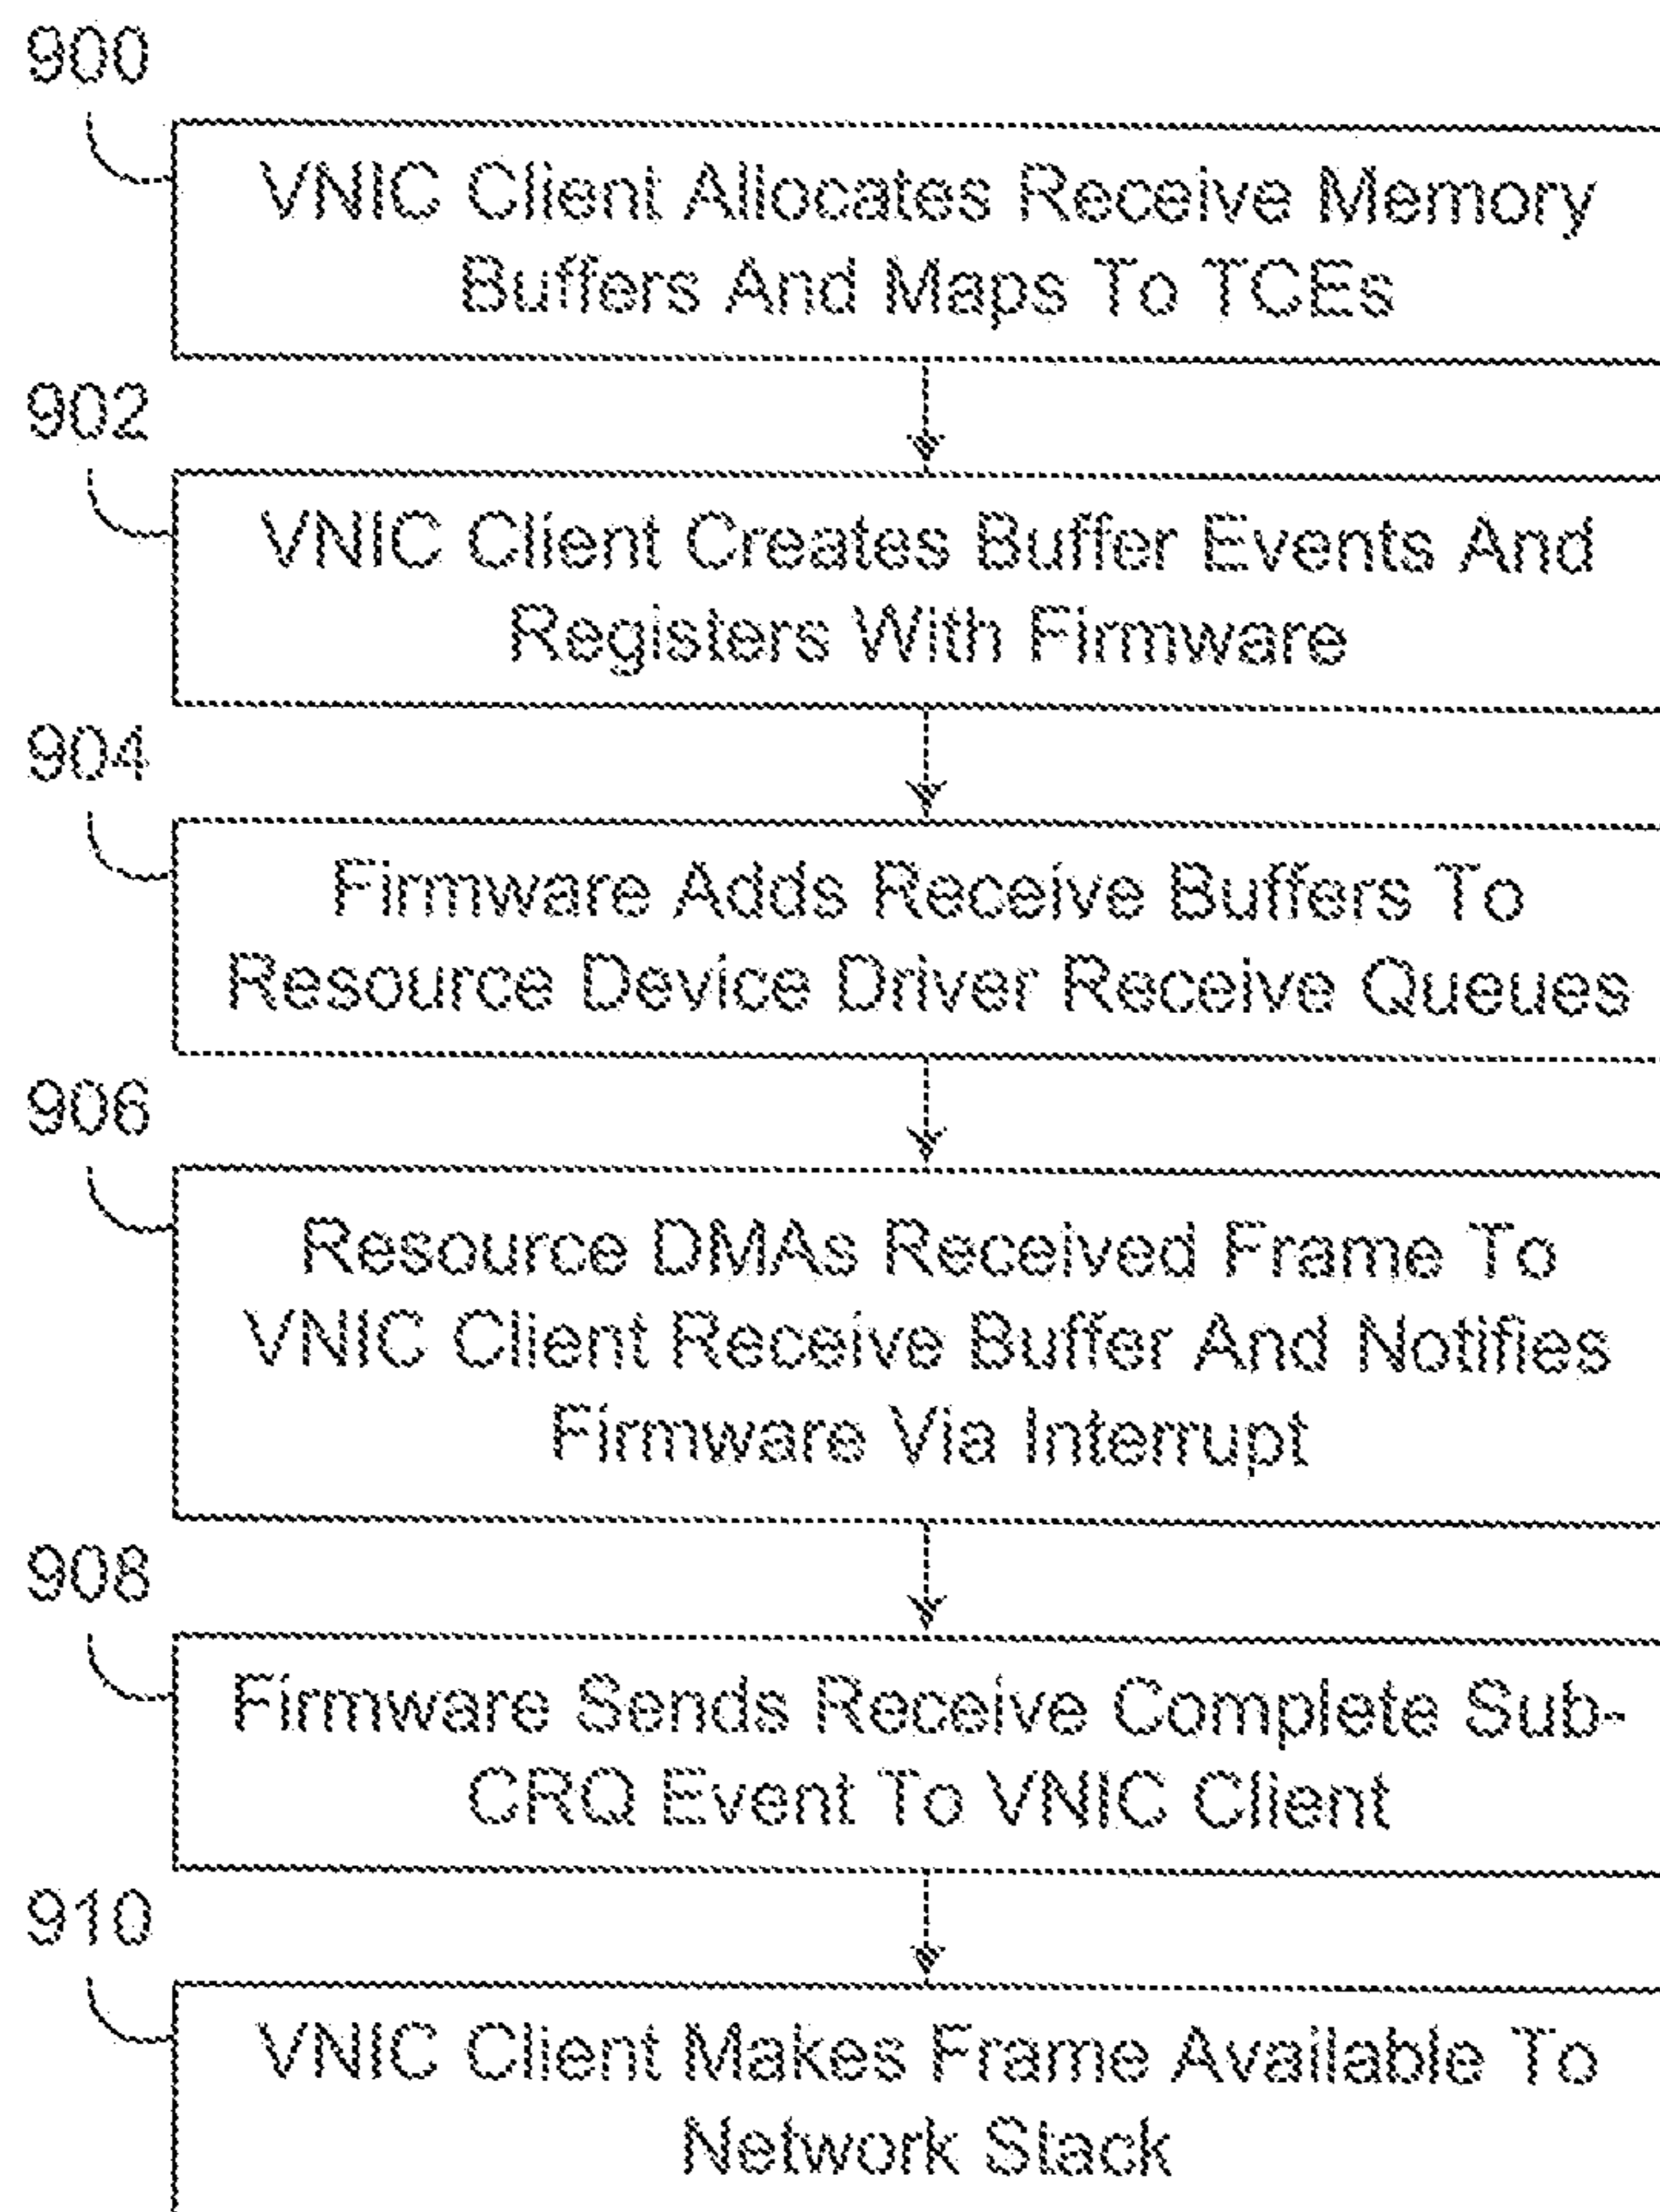 900
VNIC Client Allocates Receive Memory
Buffers And Maps To TCEs
902
VNIC Client Creates Buffer Events And
Registers With Firmware
904
Firmware Adds Receive Buffers To
Resource Device Driver Receive Queues
906
Resource DMAs Received Frame To
VNIC Client Receive Buffer And Notifies
Firmware Via Interrupt
908
Firmware Sends Receive Complete Sub-
CRQ Event To VNIC Client
910
VNIC Client Makes Frame Available To
Network Stack